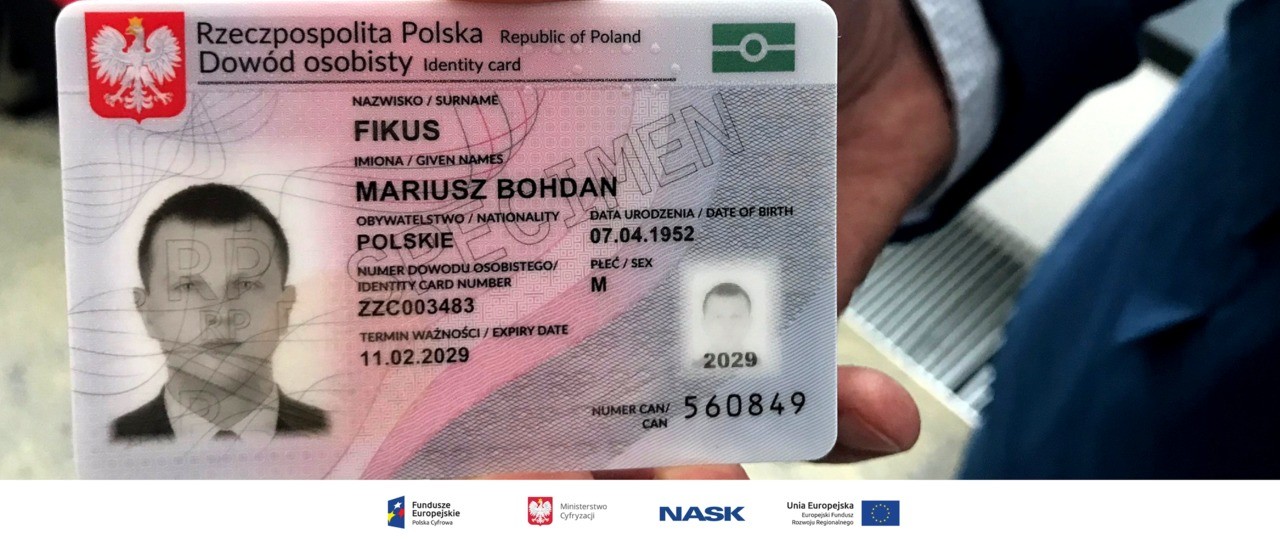 Rzeczpospolita Polska Republic of Poland
Dowód osobisty Identity card
NAZWISKO / SURNAME
FIKUS
IMIONA / GIVEN NAMES
MARIUSZ BOHDAN
OBYWATELSTWO / NATIONALITY
POLSKIE
DATA URODZENIA / DATE OF BIRTH
07.04.1952
NUMER DOWODU OSOBISTEGO/
IDENTITY CARD NUMBER
ZZC003483
PŁEĆ / SEX
M
TERMIN WAŻNOŚCI / EXPIRY DATE
11.02.2029
2029
NUMER CAN/
CAN
560849
SPECIMEN
RP
RP
Fundusze
Europejskie
Polska Cyfrowa
Ministerstwo
Cyfryzacji
NASK
Unia Europejska
Europejski Fundusz
Rozwoju Regionalnego